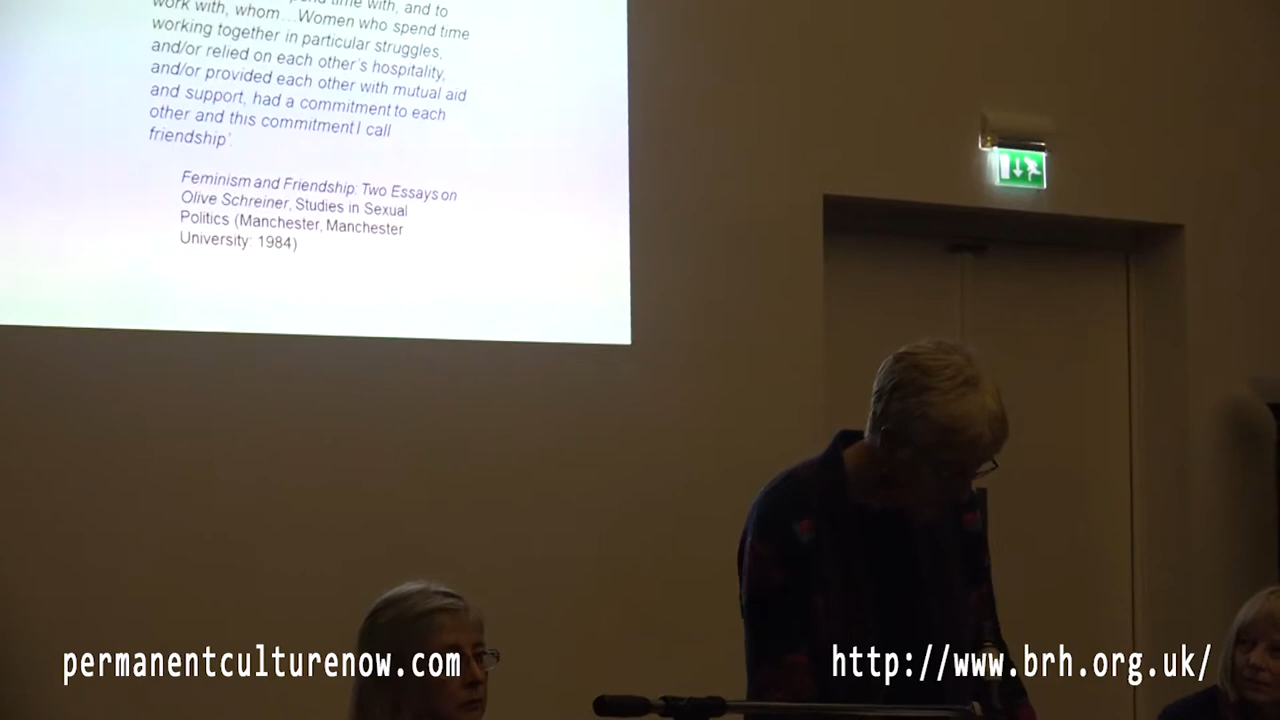 time with, and to
work with, whom...Women who spend time
working together in particular struggles,
and/or relied on each other's hospitality,
and/or provided each other with mutual aid
and support, had a commitment to each
other and this commitment I call
friendship'.
Feminism and Friendship: Two Essays on
Olive Schreiner, Studies in Sexual
Politics (Manchester, Manchester
University: 1984)
permanentculturenow.com
http://www.brh.org.uk/